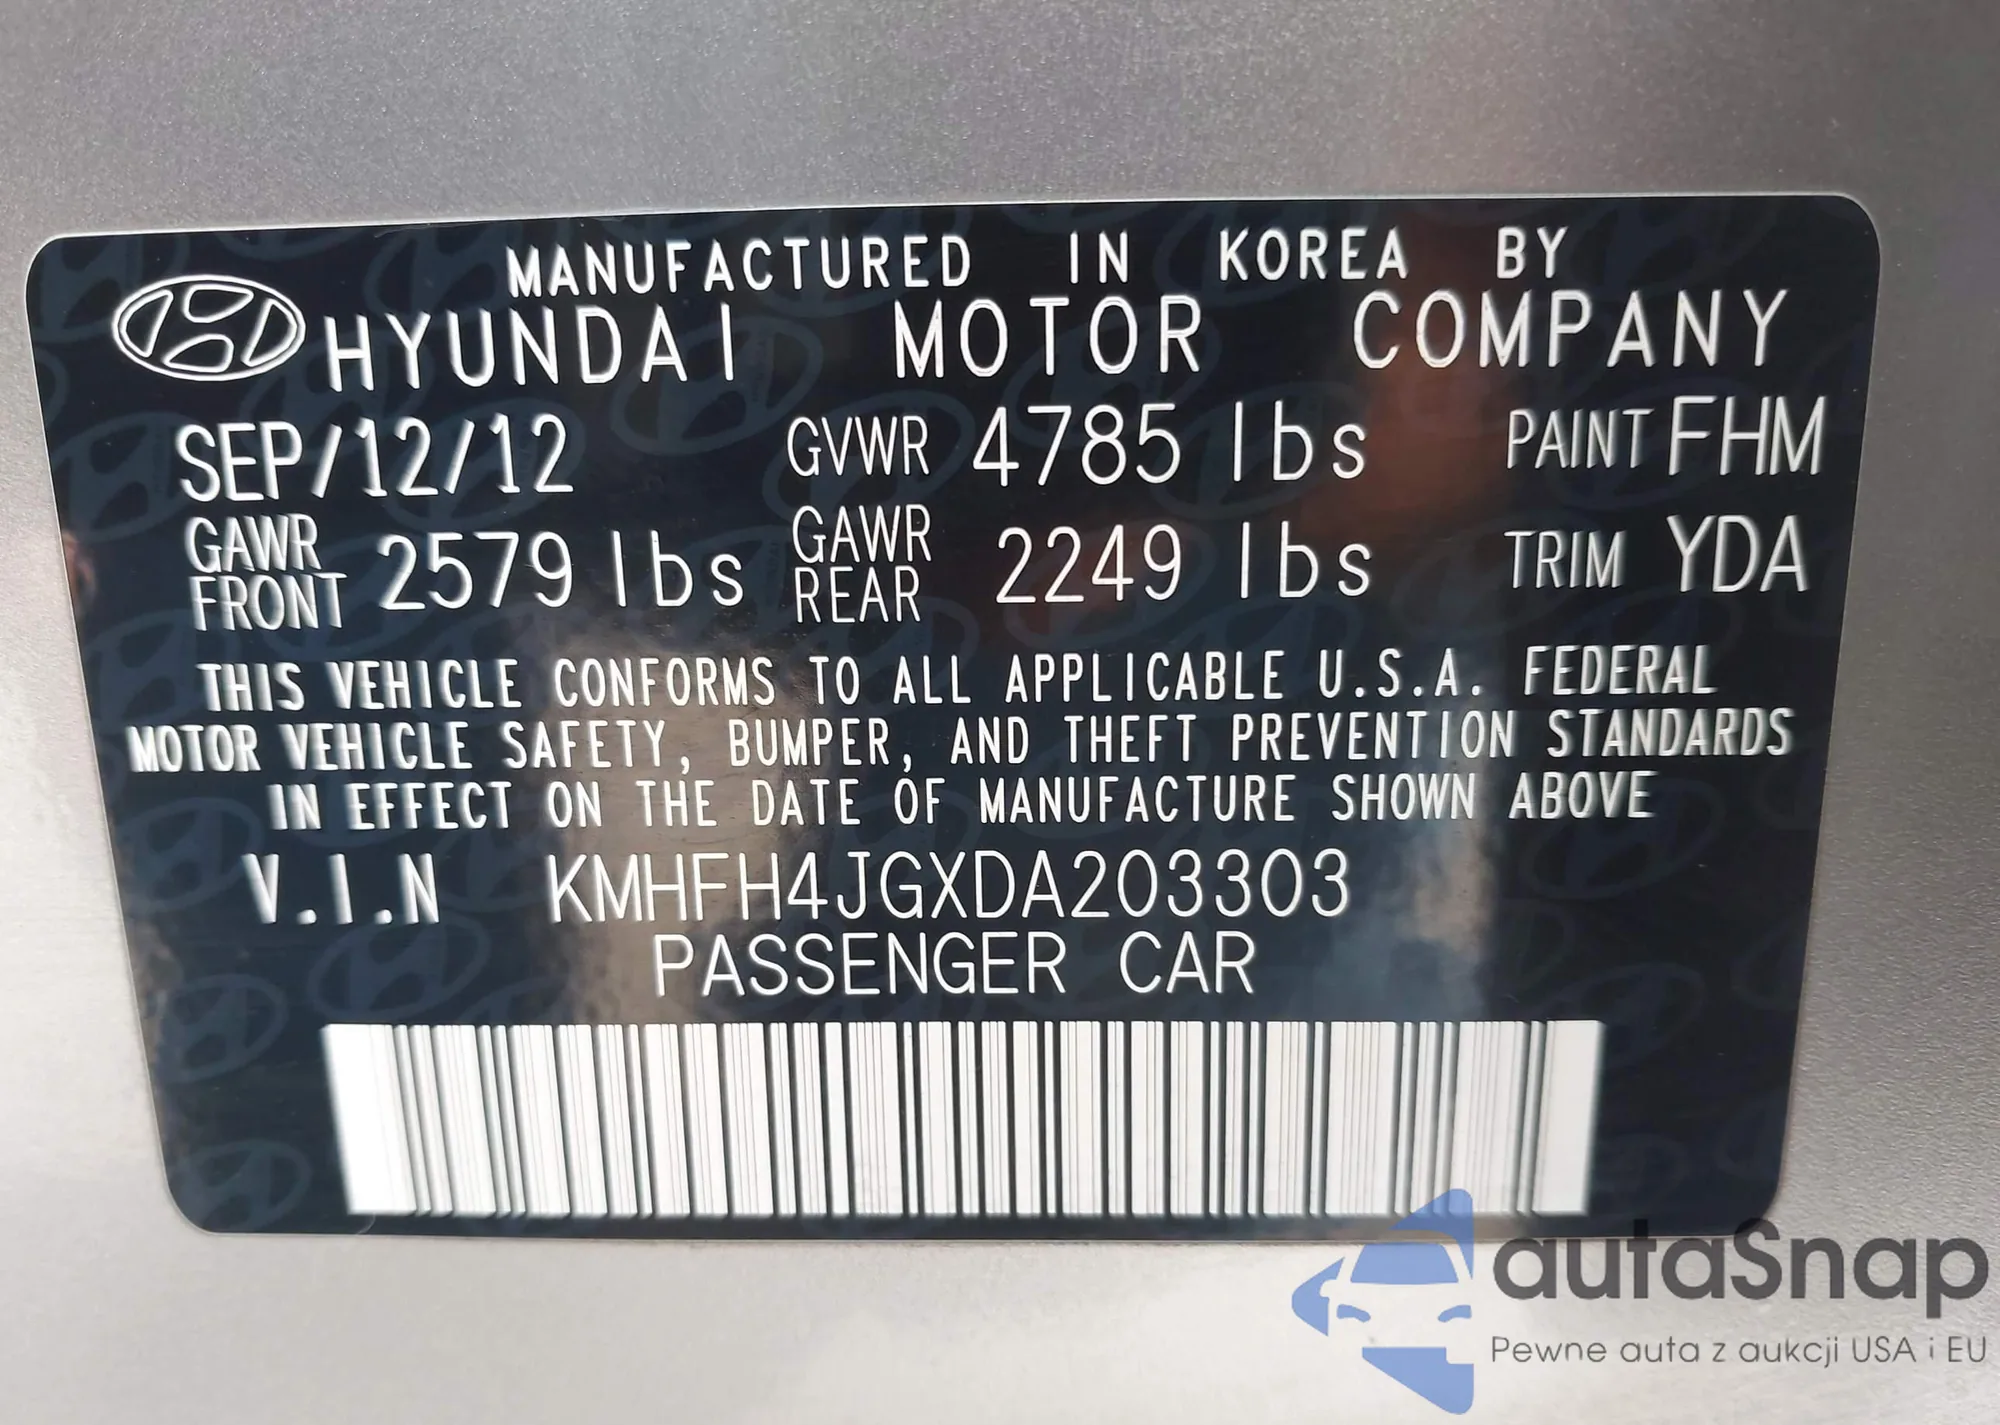 MANUFACTURED IN KOREA BY
HYUNDAI MOTOR COMPANY
SEP/12/12 GVWR 4785 lbs PAINT FHM
GAWR FRONT 2579 lbs GAWR REAR 2249 lbs TRIM YDA
THIS VEHICLE CONFORMS TO ALL APPLICABLE U.S.A. FEDERAL
MOTOR VEHICLE SAFETY, BUMPER, AND THEFT PREVENTION STANDARDS
IN EFFECT ON THE DATE OF MANUFACTURE SHOWN ABOVE
V.I.N KMHFH4JGXDA203303
PASSENGER CAR
autaSnap
Pewne auta z aukcji USA i EU